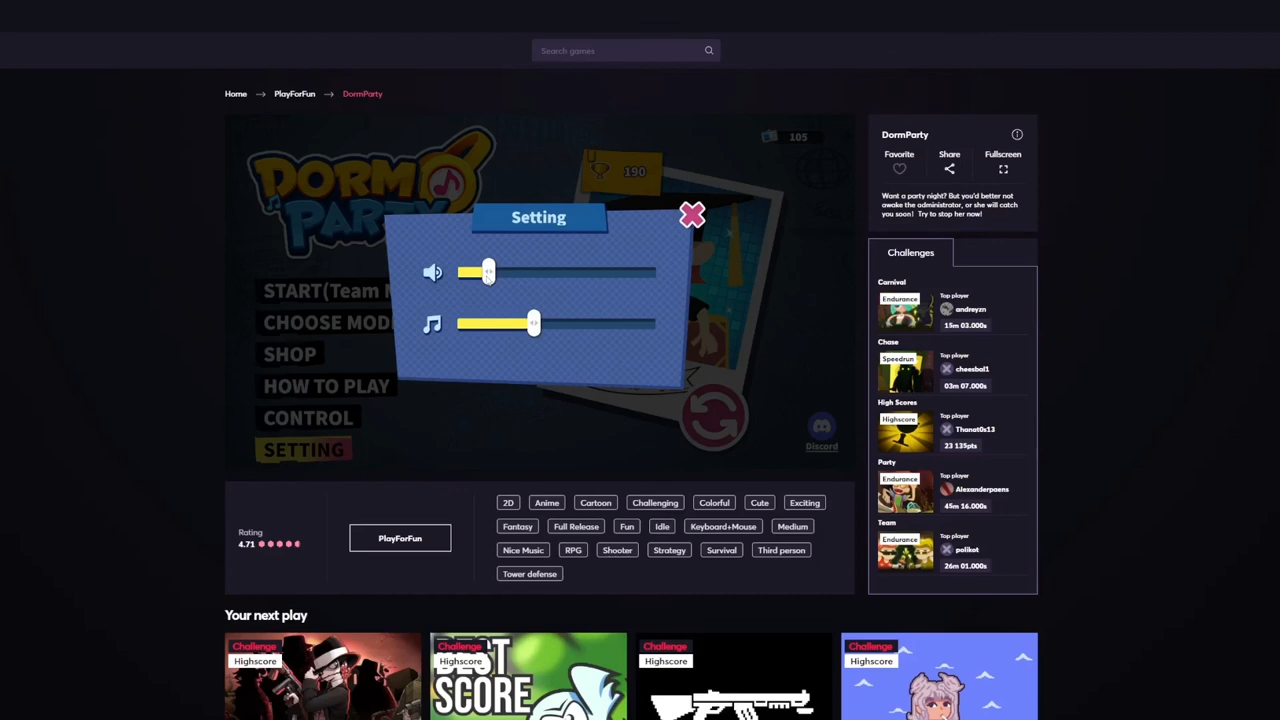 Search games
Home
PlayForFun
DormParty
105
DORM
PARTY
190
Setting
START(Team M
CHOOSE MOD
SHOP
HOW TO PLAY
CONTROL
SETTING
Discord
DormParty
Favorite
Share
Fullscreen
Want a party night? But you'd better not
awake the administrator, or she will catch
you soon! Try to stop her now!
Challenges
Carnival
Endurance
Top player
andreyzn
15m 03.000s
Chase
Speedrun
Top player
cheesbal1
03m 07.000s
High Scores
Highscore
Top player
Thanat0s13
23 135pts
Party
Endurance
Top player
Alexanderpaens
45m 16.000s
Team
Endurance
Top player
polikot
26m 01.000s
Rating
4.71
PlayForFun
2D
Anime
Cartoon
Challenging
Colorful
Cute
Exciting
Fantasy
Full Release
Fun
Idle
Keyboard+Mouse
Medium
Nice Music
RPG
Shooter
Strategy
Survival
Third person
Tower defense
Your next play
Challenge
Highscore
Challenge
Highscore
BEST
SCORE
Challenge
Highscore
Challenge
Highscore